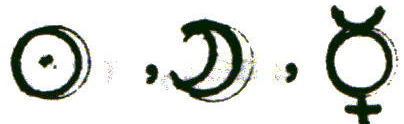 ☉, ☽, ☿